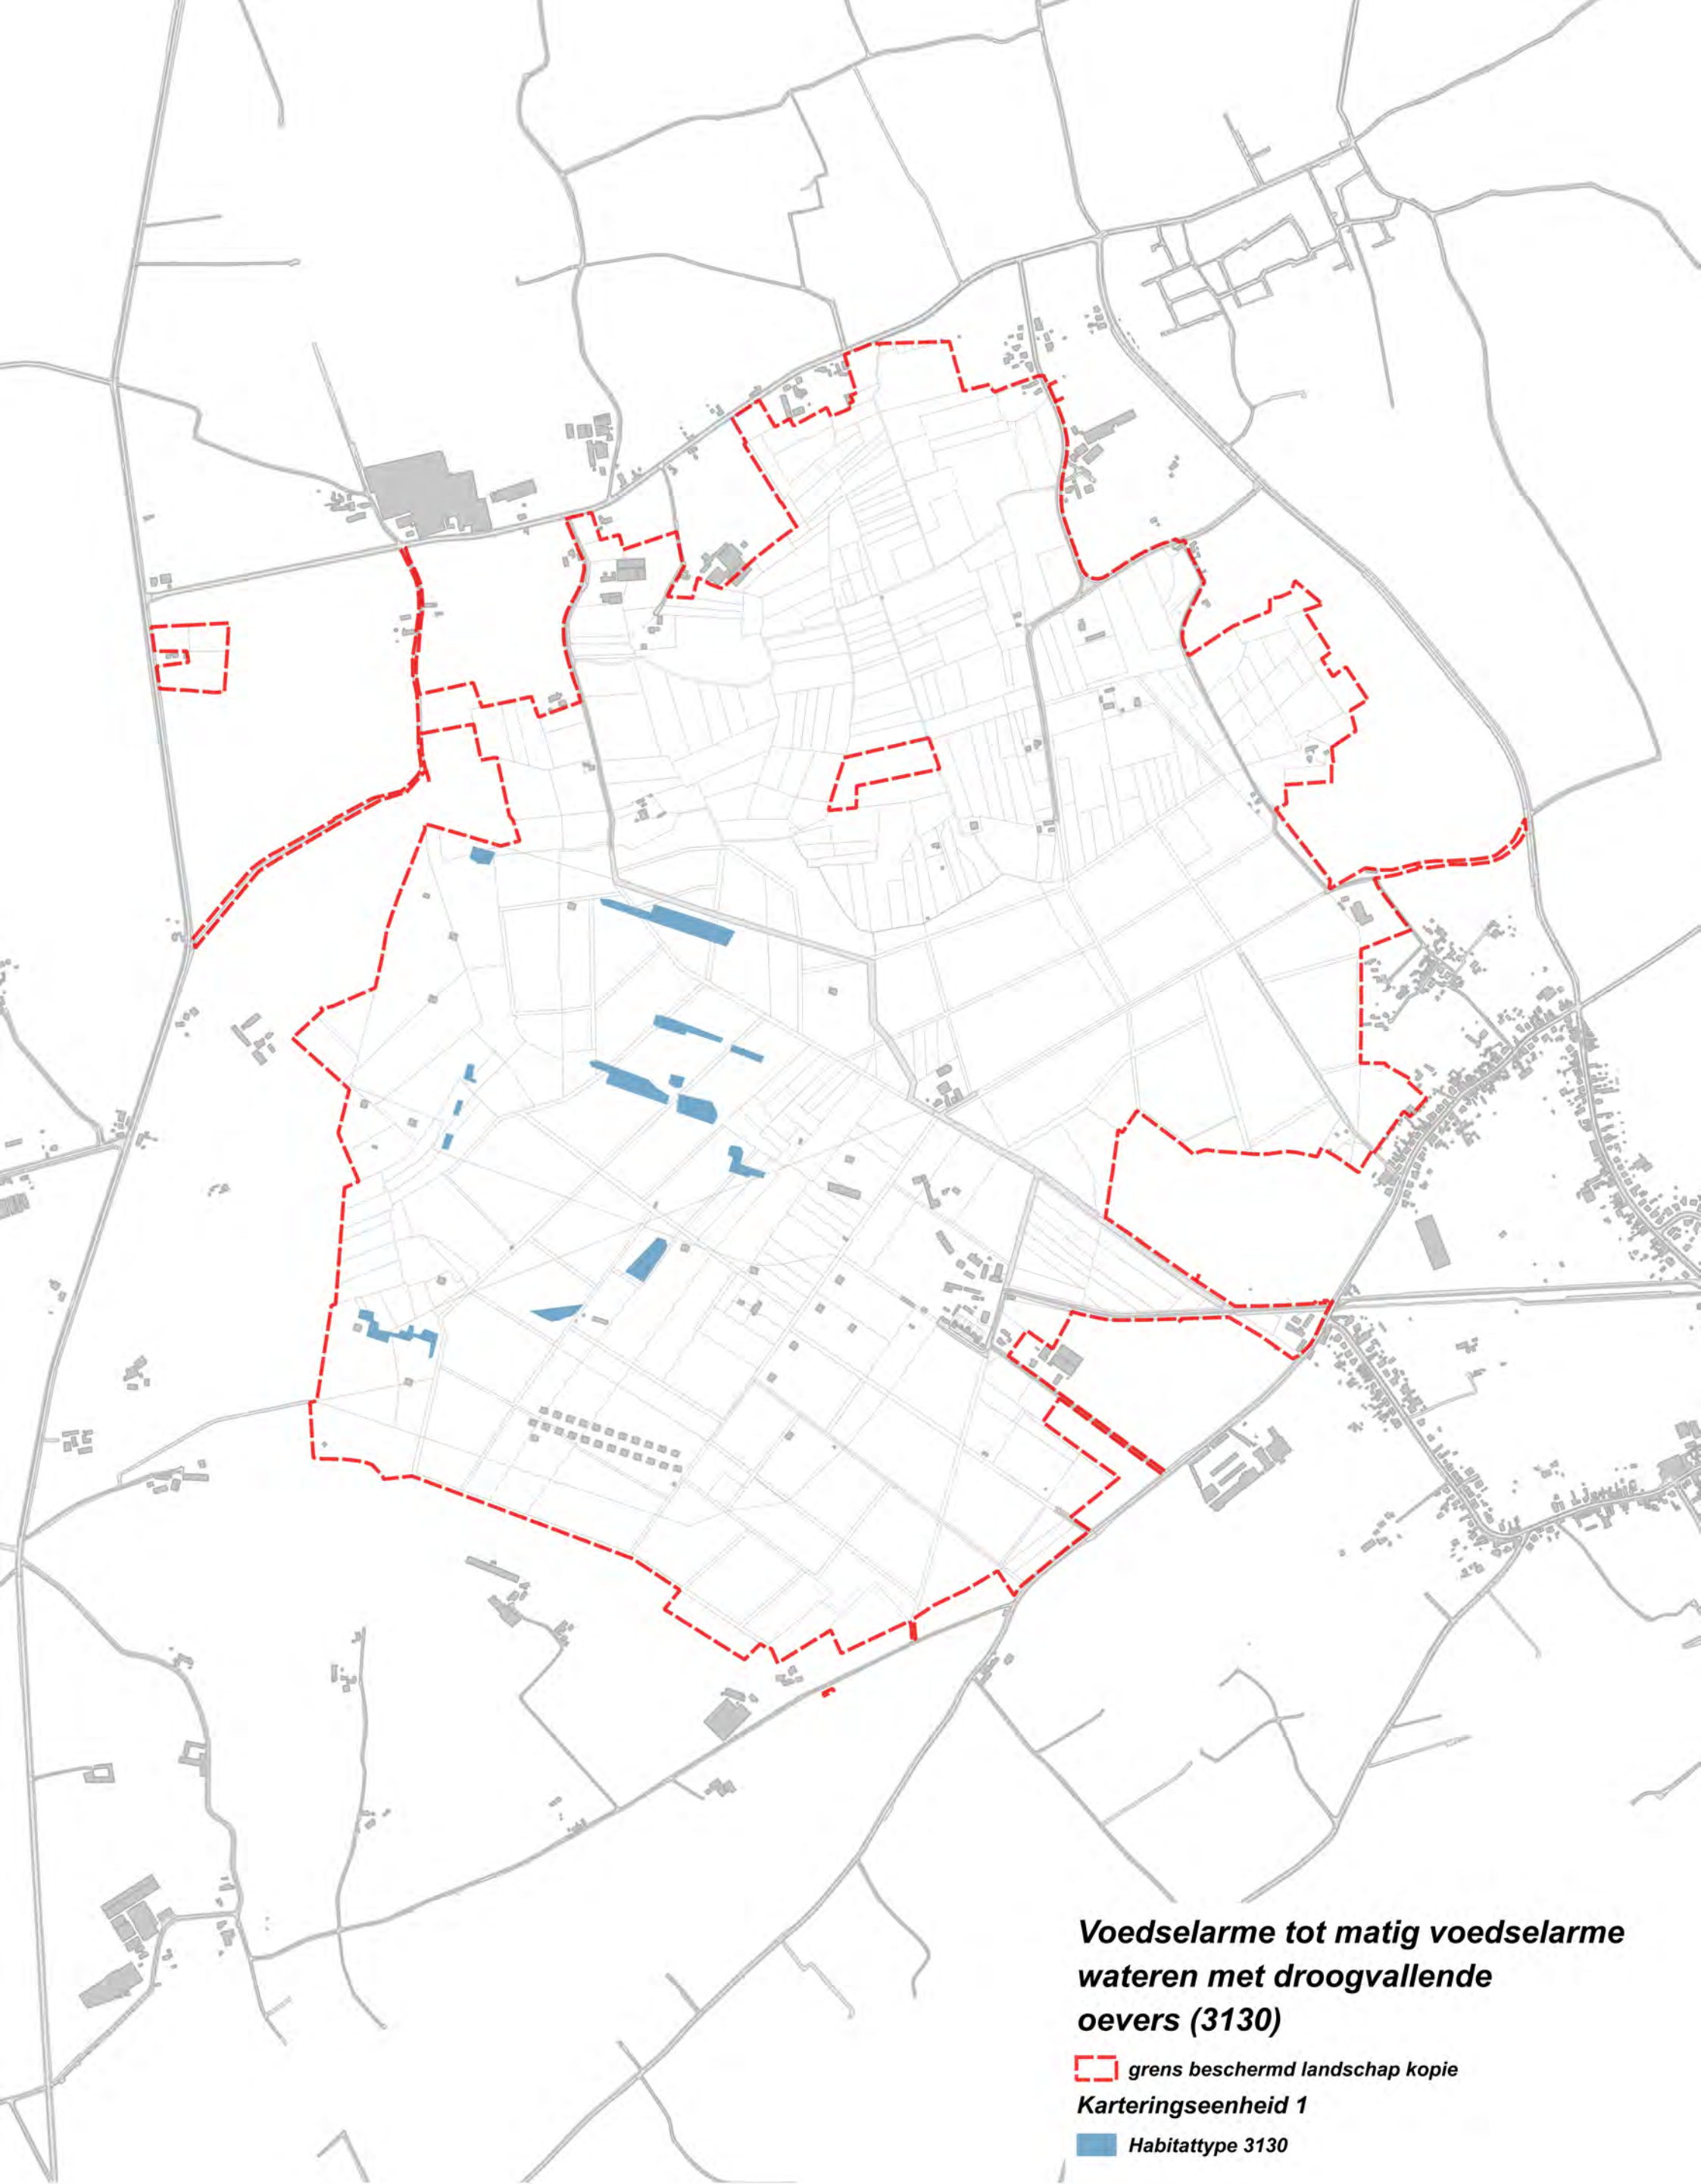 Voedselarme tot matig voedselarme
wateren met droogvallende
oevers (3130)
grens beschermd landschap kopie
Karteringseenheid 1
Habitattype 3130